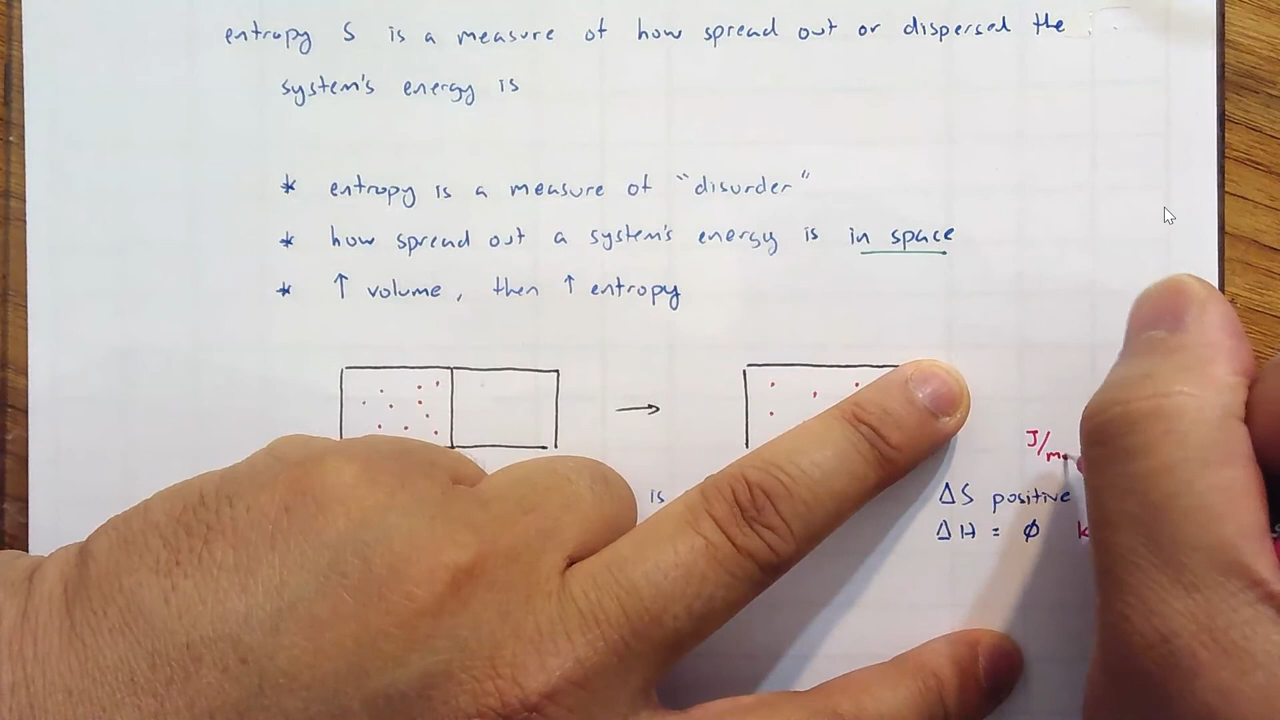 entropy S is a measure of how spread out or dispersed the
system's energy is
* entropy is a measure of "disorder"
* how spread out a system's energy is in space
* ↑ volume, then ↑ entropy
J/m
is
ΔS positive
ΔH = ϕ k